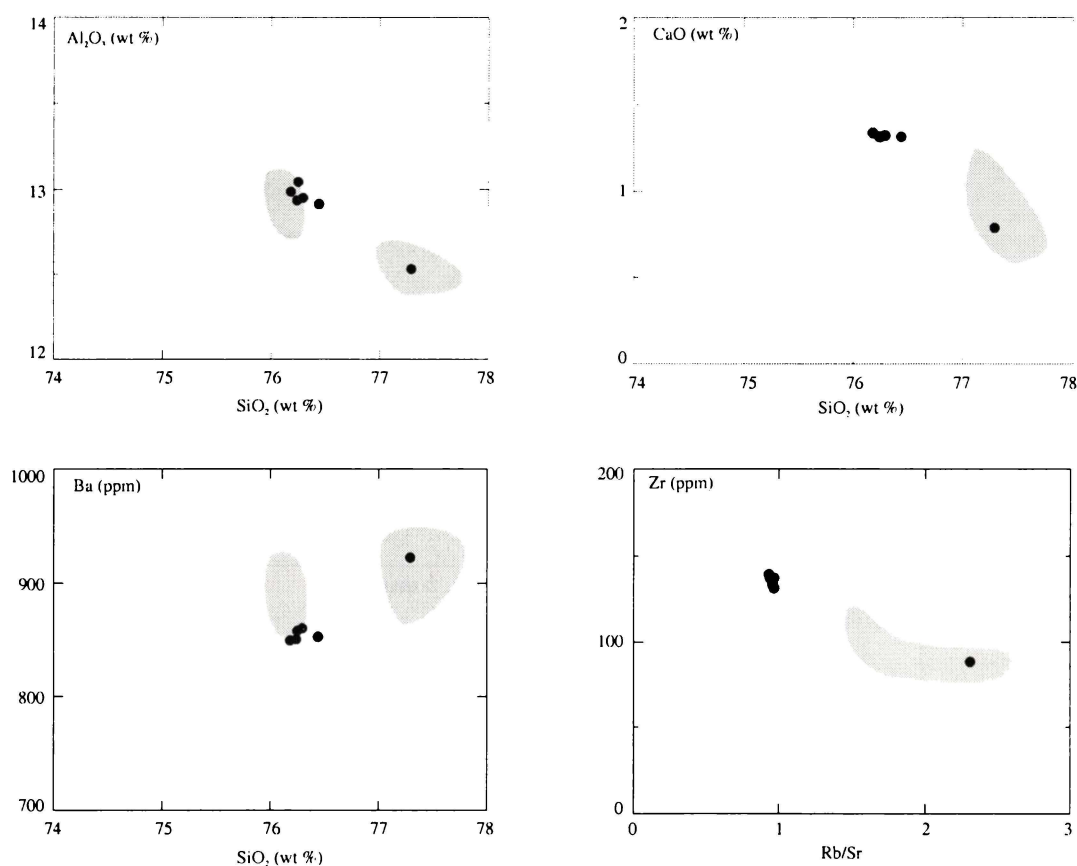 14
Al₂O₃ (wt %)
13
12
74 75 76 77 78
SiO₂ (wt %)
2
CaO (wt %)
1
0
74 75 76 77 78
SiO₂ (wt %)
1000
Ba (ppm)
900
800
700
74 75 76 77 78
SiO₂ (wt %)
200
Zr (ppm)
150
100
0
0 1 2 3
Rb/Sr